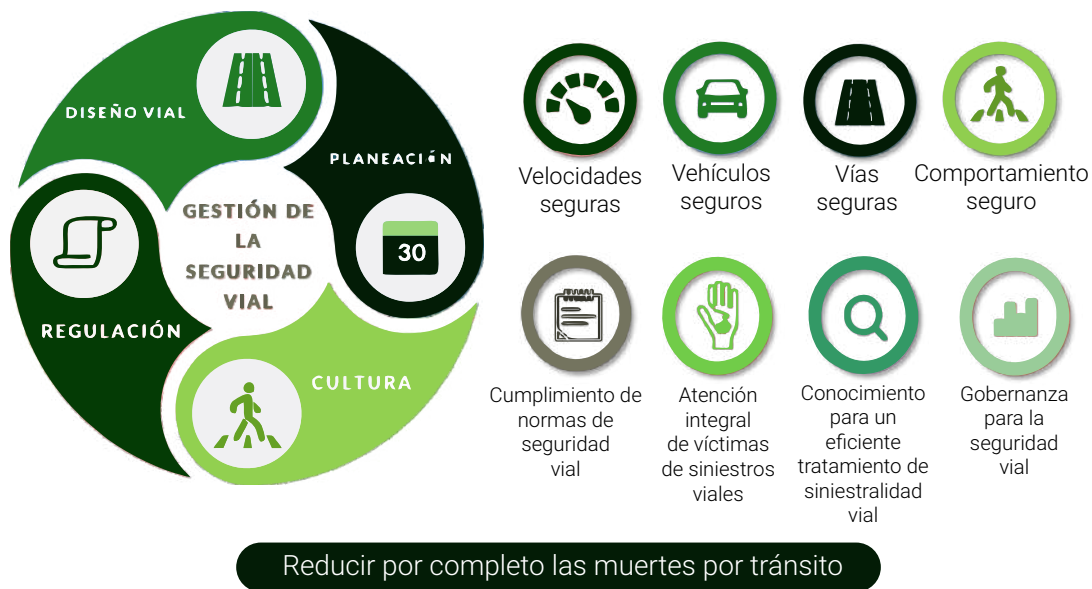 DISEÑO VIAL
PLANEACIÓN
30
GESTIÓN DE
LA
SEGURIDAD
VIAL
REGULACIÓN
CULTURA
Velocidades
seguras
Vehículos
seguros
Vías
seguras
Comportamiento
seguro
Cumplimiento de
normas de
seguridad
vial
Atención
integral
de víctimas
de siniestros
viales
Conocimiento
para un
eficiente
tratamiento de
siniestralidad
vial
Gobernanza
para la
seguridad
vial
Reducir por completo las muertes por tránsito